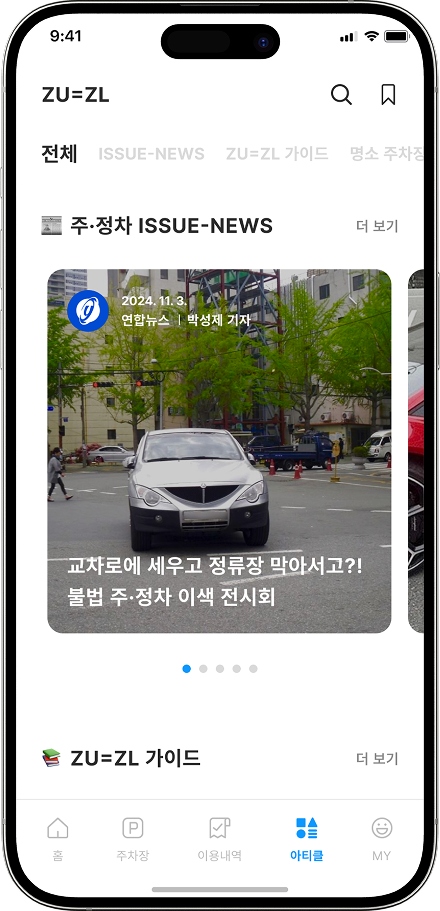 9:41
ZU=ZL
전체 ISSUE-NEWS ZU=ZL 가이드 명소 주차장
주·정차 ISSUE-NEWS 더 보기
2024. 11. 3.
연합뉴스 | 박성제 기자
교차로에 세우고 정류장 막아서고?!
불법 주·정차 이색 전시회
ZU=ZL 가이드 더 보기
P
홈 주차장 이용내역 아티클 MY